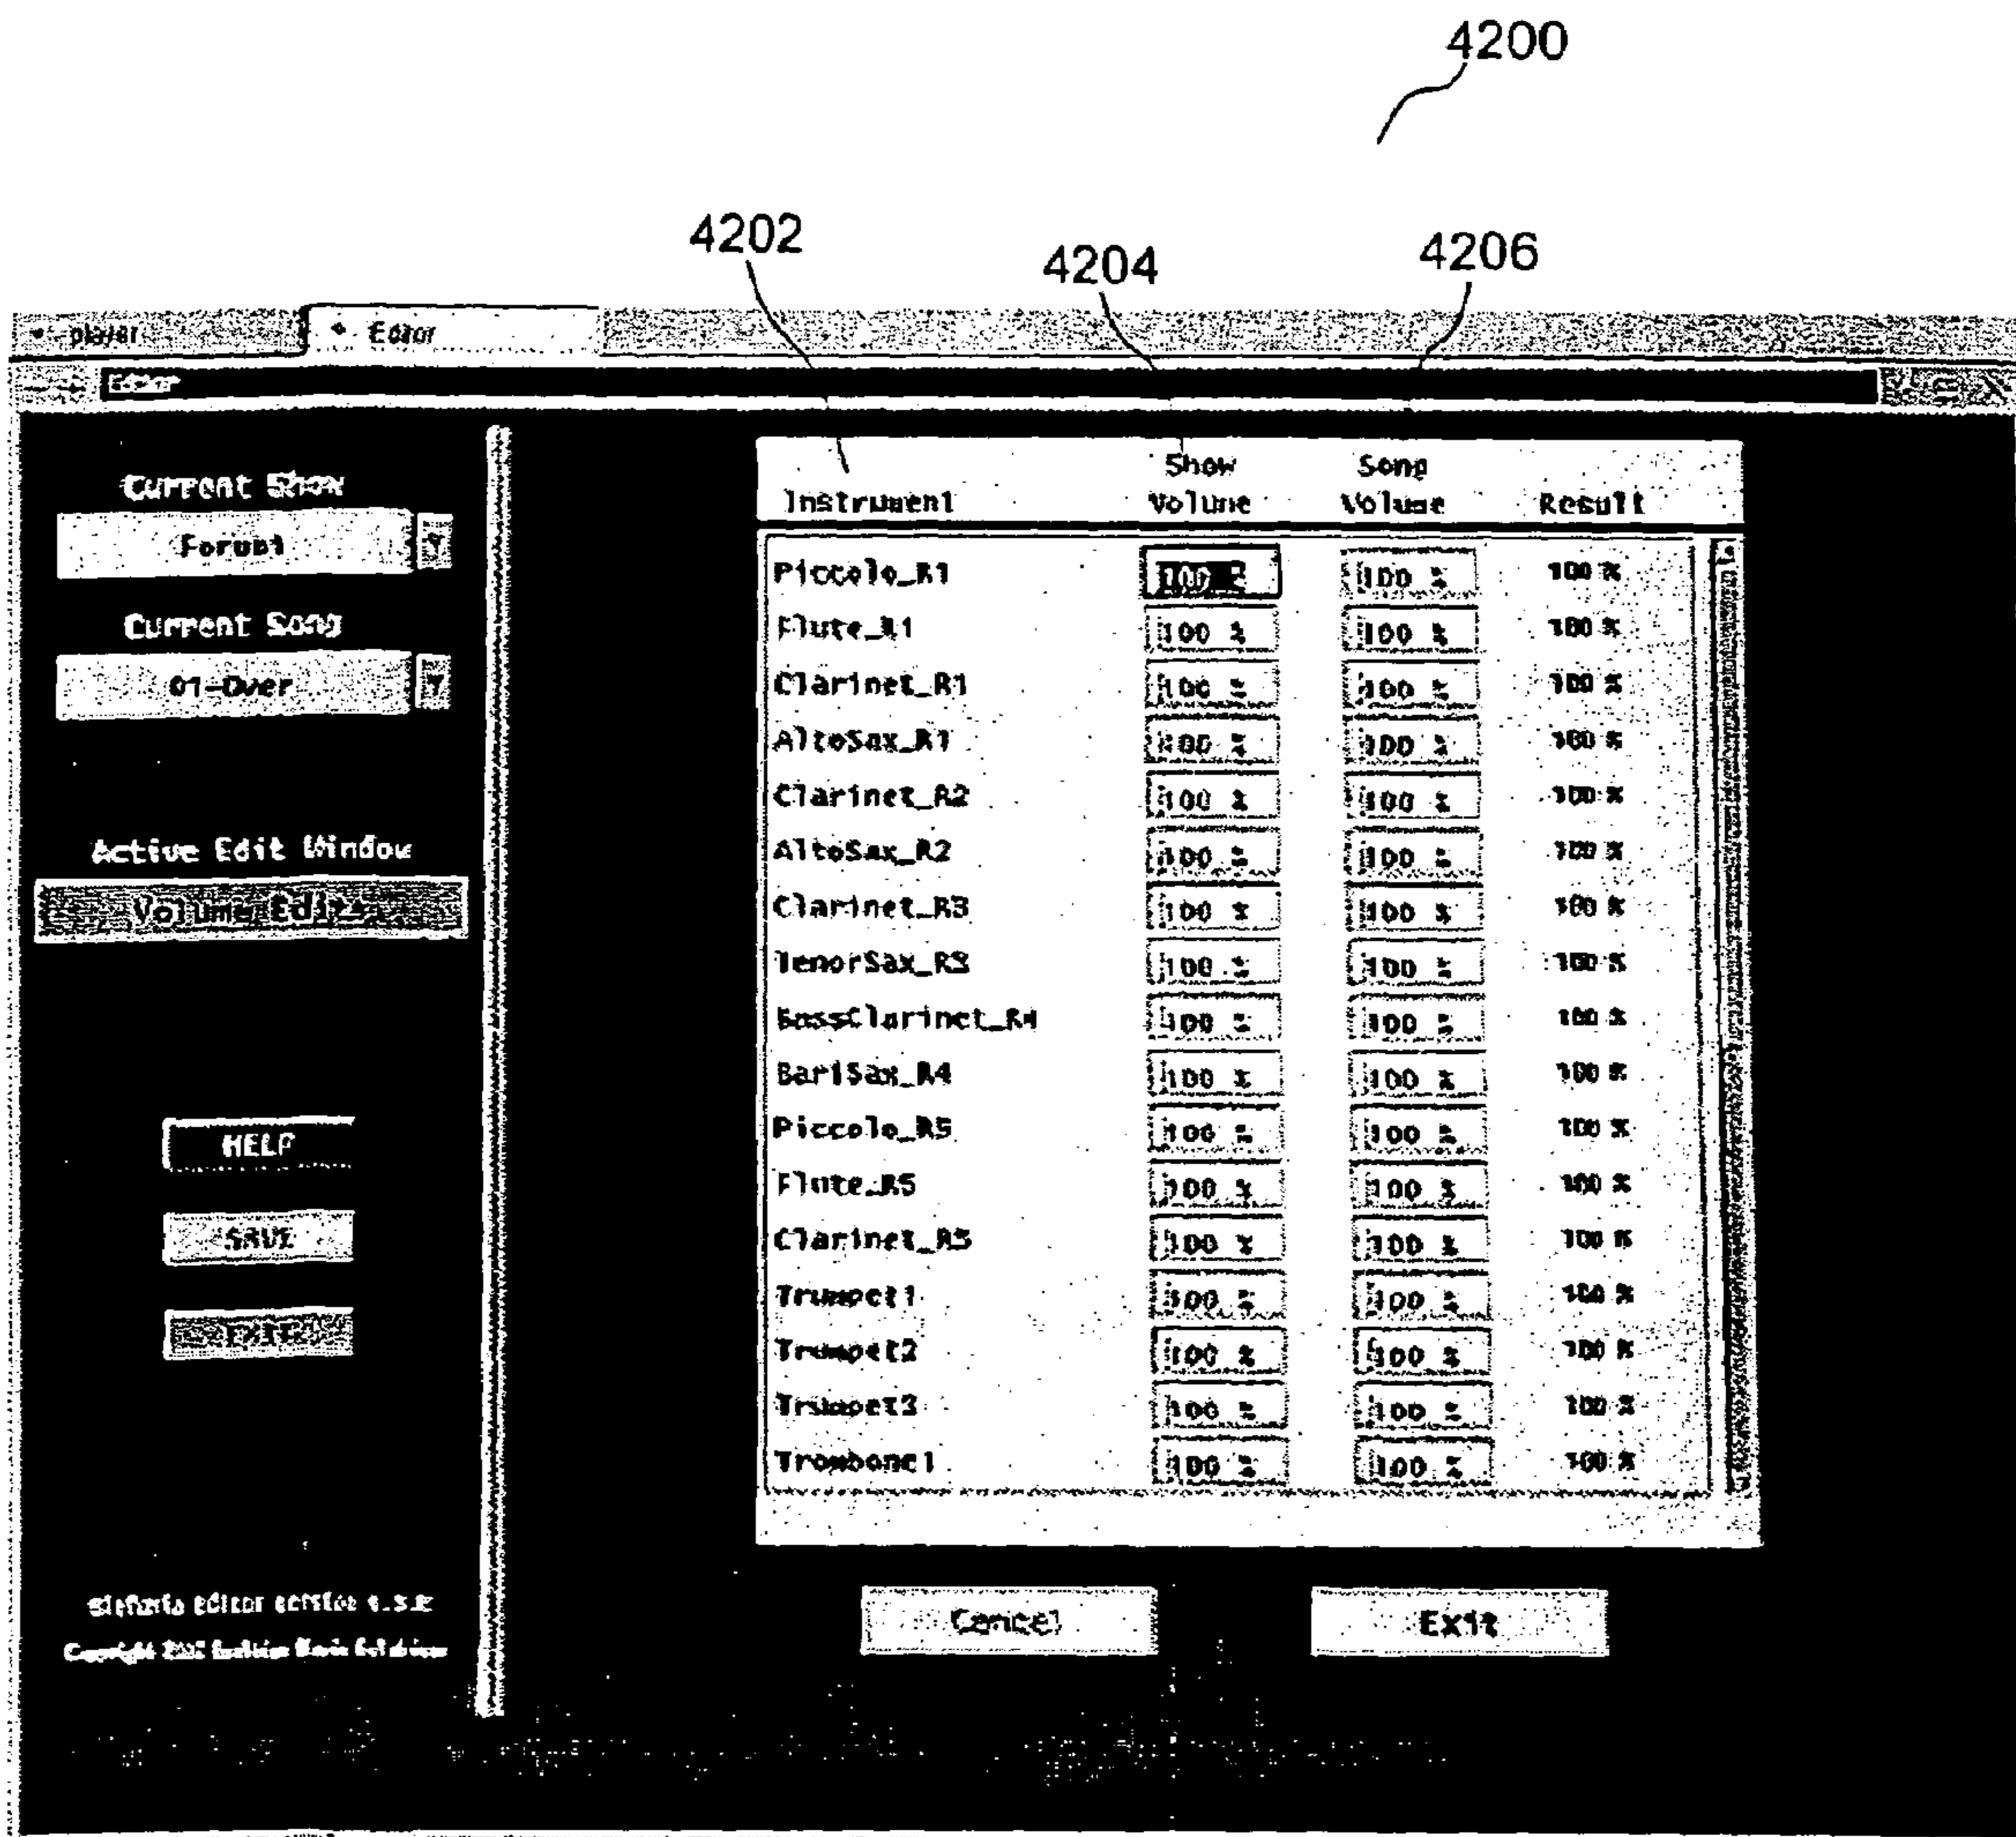 4200
4202
4204
4206
player
Editor
Editor
Current Show
Forum1
Current Song
01-Over
Active Edit Window
Volume Edits
HELP
SAVE
EXIT
editor
Copyright
Instrument Show Volume Song Volume Result
Piccolo_R1 100 % 100 % 100 %
Flute_R1 100 % 100 % 100 %
Clarinet_R1 100 % 100 % 100 %
AltoSax_R1 100 % 100 % 100 %
Clarinet_R2 100 % 100 % 100 %
AltoSax_R2 100 % 100 % 100 %
Clarinet_R3 100 % 100 % 100 %
TenorSax_R3 100 % 100 % 100 %
BassClarinet_R4 100 % 100 % 100 %
BariSax_R4 100 % 100 % 100 %
Piccolo_R5 100 % 100 % 100 %
Flute_R5 100 % 100 % 100 %
Clarinet_R5 100 % 100 % 100 %
Trumpet1 100 % 100 % 100 %
Trumpet2 100 % 100 % 100 %
Trumpet3 100 % 100 % 100 %
Trombone1 100 % 100 % 100 %
Cancel
Exit